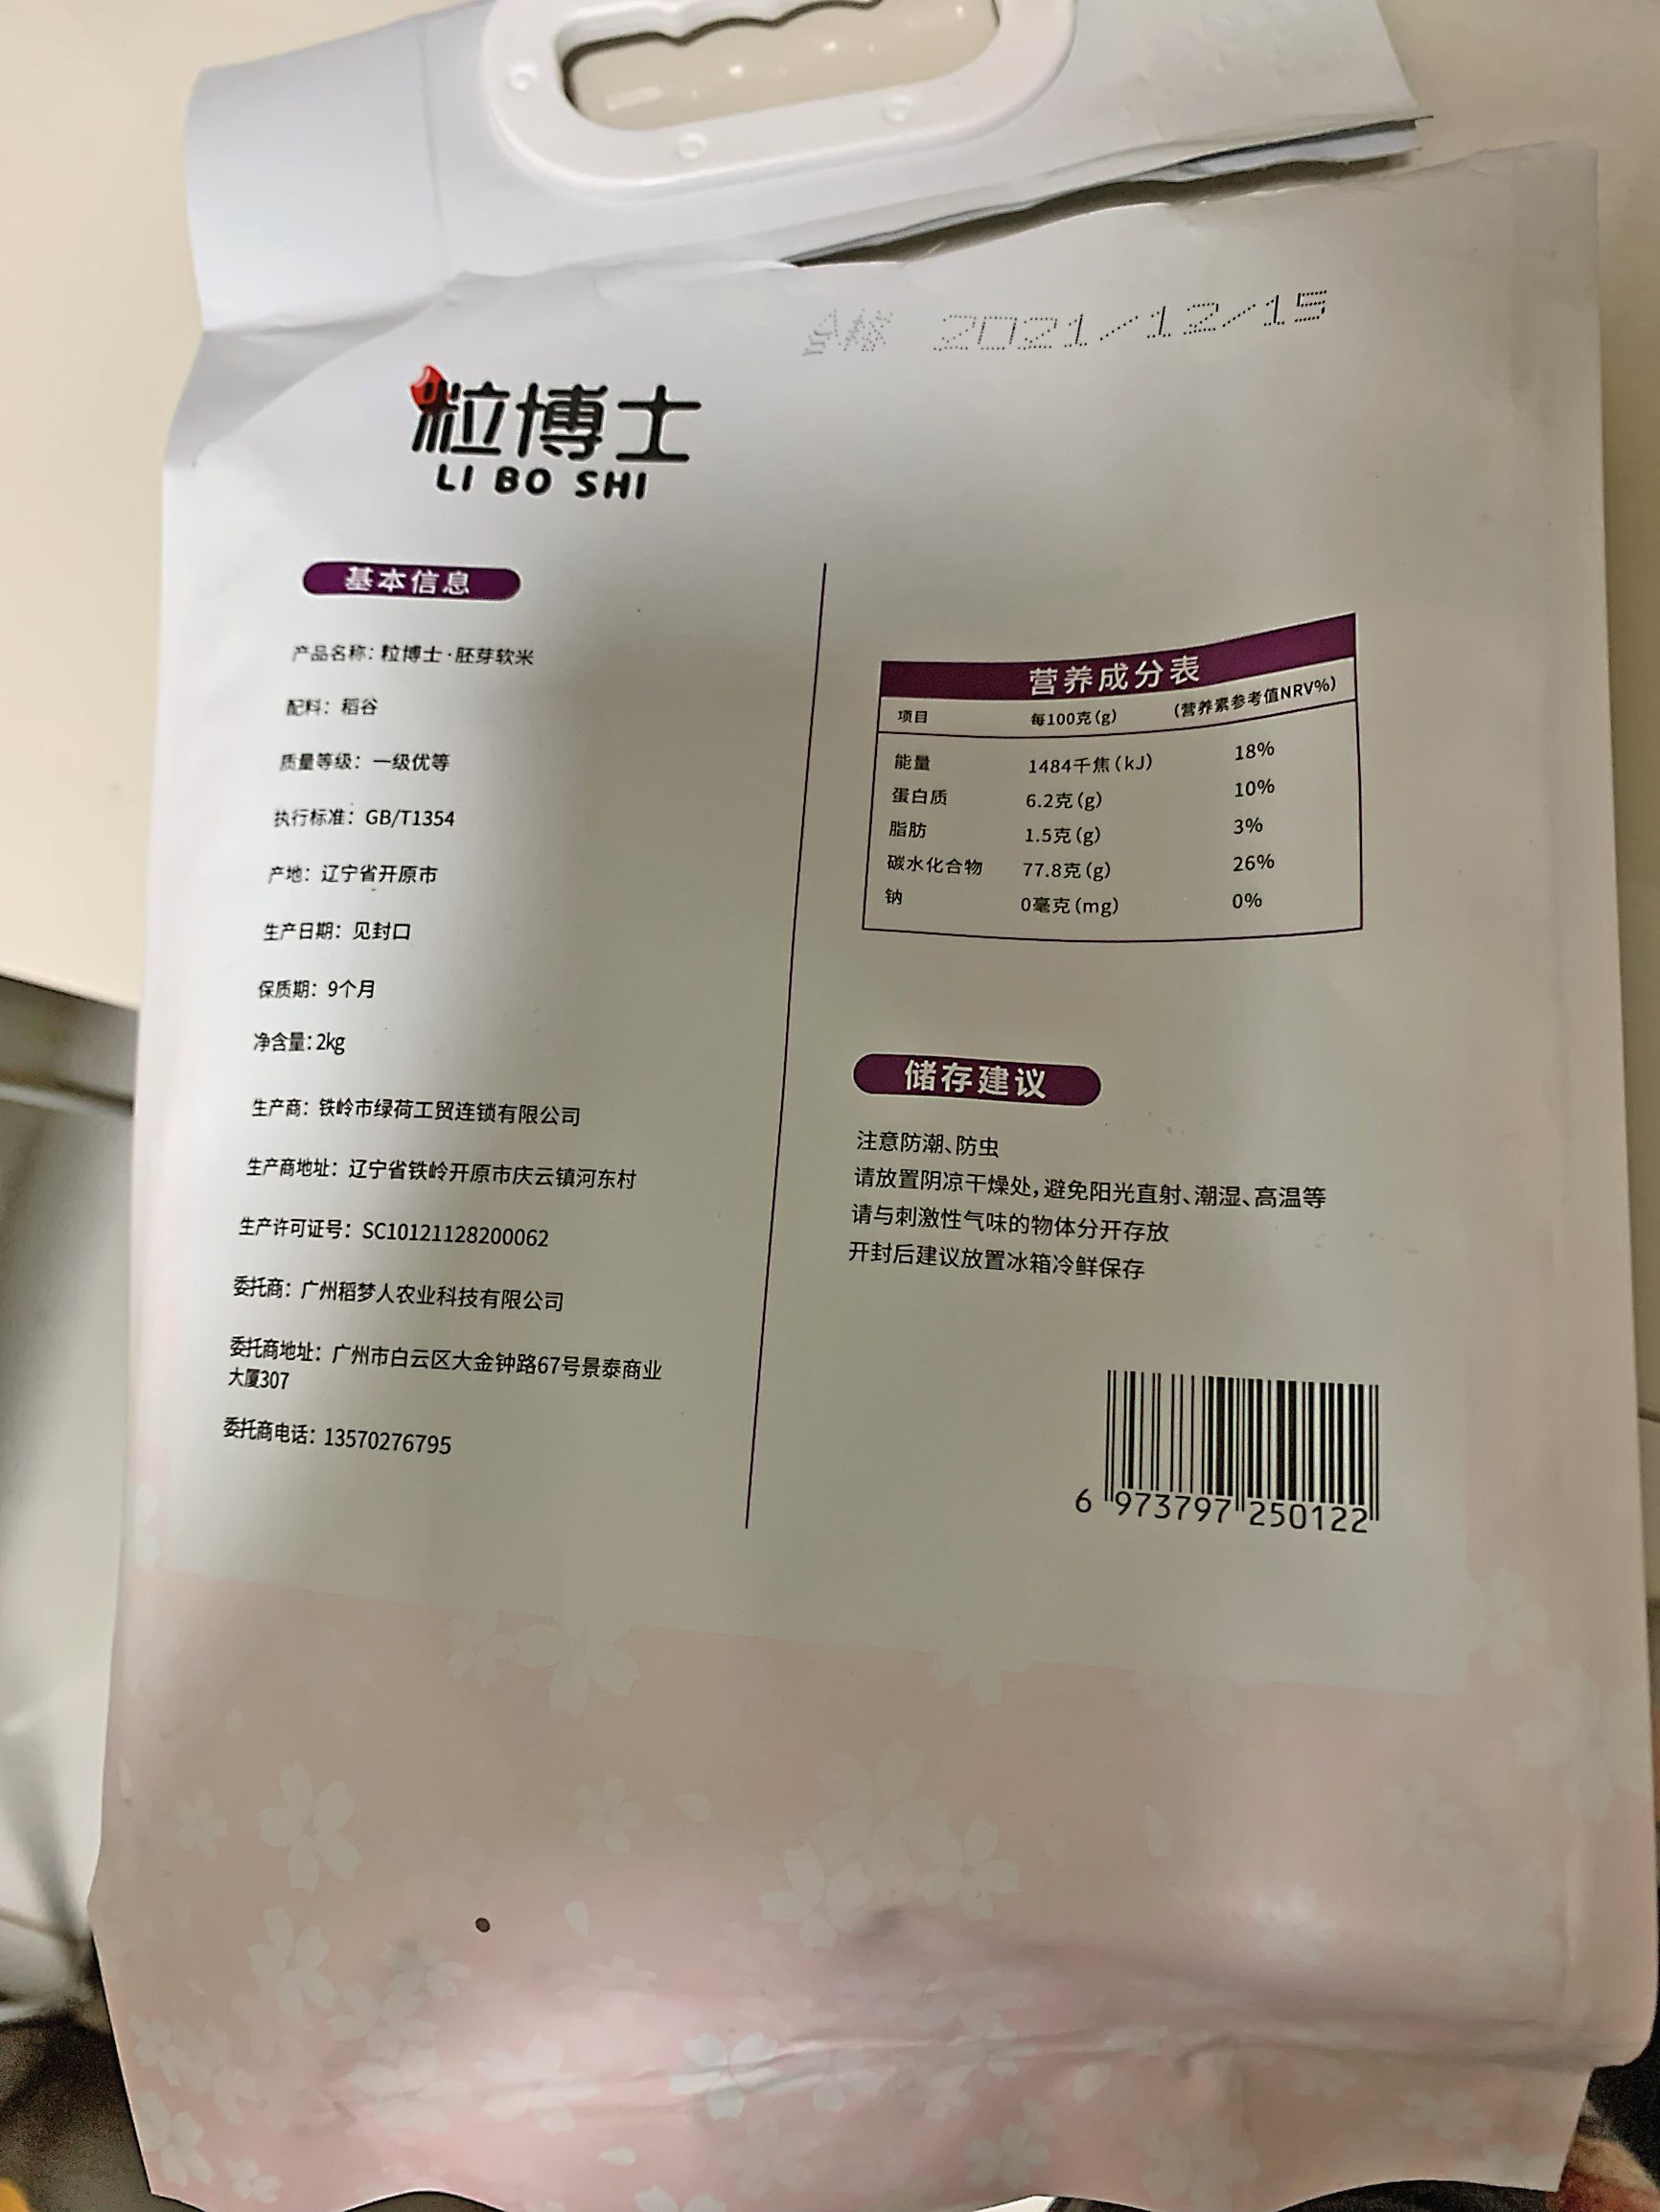 合格 2021/12/15
粒博士
LI BO SHI
基本信息
产品名称：粒博士·胚芽软米
配料：稻谷
质量等级：一级优等
执行标准：GB/T1354
产地：辽宁省开原市
生产日期：见封口
保质期：9个月
净含量：2kg
生产商：铁岭市绿荷工贸连锁有限公司
生产商地址：辽宁省铁岭开原市庆云镇河东村
生产许可证号：SC10121128200062
委托商：广州稻梦人农业科技有限公司
委托商地址：广州市白云区大金钟路67号景泰商业
大厦307
委托商电话：13570276795
营养成分表
项目 每100克(g) (营养素参考值NRV%)
能量 1484千焦(kJ) 18%
蛋白质 6.2克(g) 10%
脂肪 1.5克(g) 3%
碳水化合物 77.8克(g) 26%
钠 0毫克(mg) 0%
储存建议
注意防潮、防虫
请放置阴凉干燥处，避免阳光直射、潮湿、高温等
请与刺激性气味的物体分开存放
开封后建议放置冰箱冷鲜保存
6 973797 250122